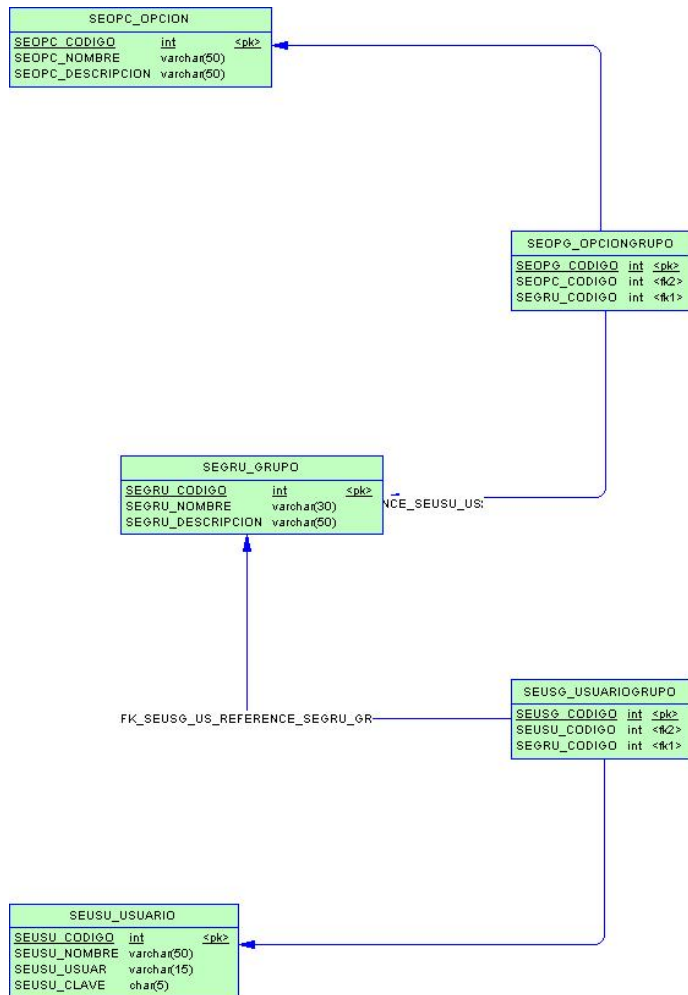 SEOPC_OPCION
SEOPC_CODIGO int <pk>
SEOPC_NOMBRE varchar(50)
SEOPC_DESCRIPCION varchar(50)
SEOPG_OPCIONGRUPO
SEOPG_CODIGO int <pk>
SEOPC_CODIGO int <fk2>
SEGRU_CODIGO int <fk1>
SEGRU_GRUPO
SEGRU_CODIGO int <pk>
SEGRU_NOMBRE varchar(30)
SEGRU_DESCRIPCION varchar(50)
NCE_SEUSU_US
SEUSG_USUARIOGRUPO
SEUSG_CODIGO int <pk>
SEUSU_CODIGO int <fk2>
SEGRU_CODIGO int <fk1>
FK_SEUSG_US_REFERENCE_SEGRU_GR
SEUSU_USUARIO
SEUSU_CODIGO int <pk>
SEUSU_NOMBRE varchar(50)
SEUSU_USUAR varchar(15)
SEUSU_CLAVE char(5)